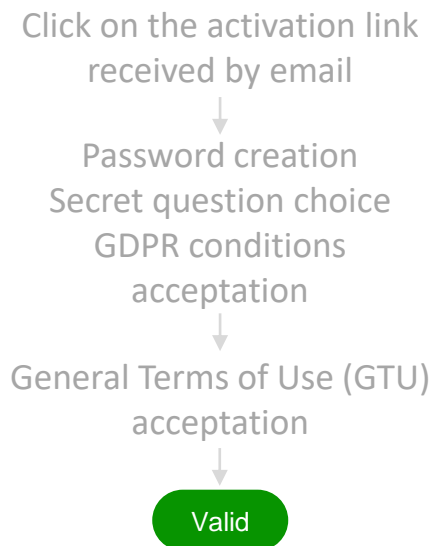 Click on the activation link
received by email
Password creation
Secret question choice
GDPR conditions
acceptation
General Terms of Use (GTU)
acceptation
Valid